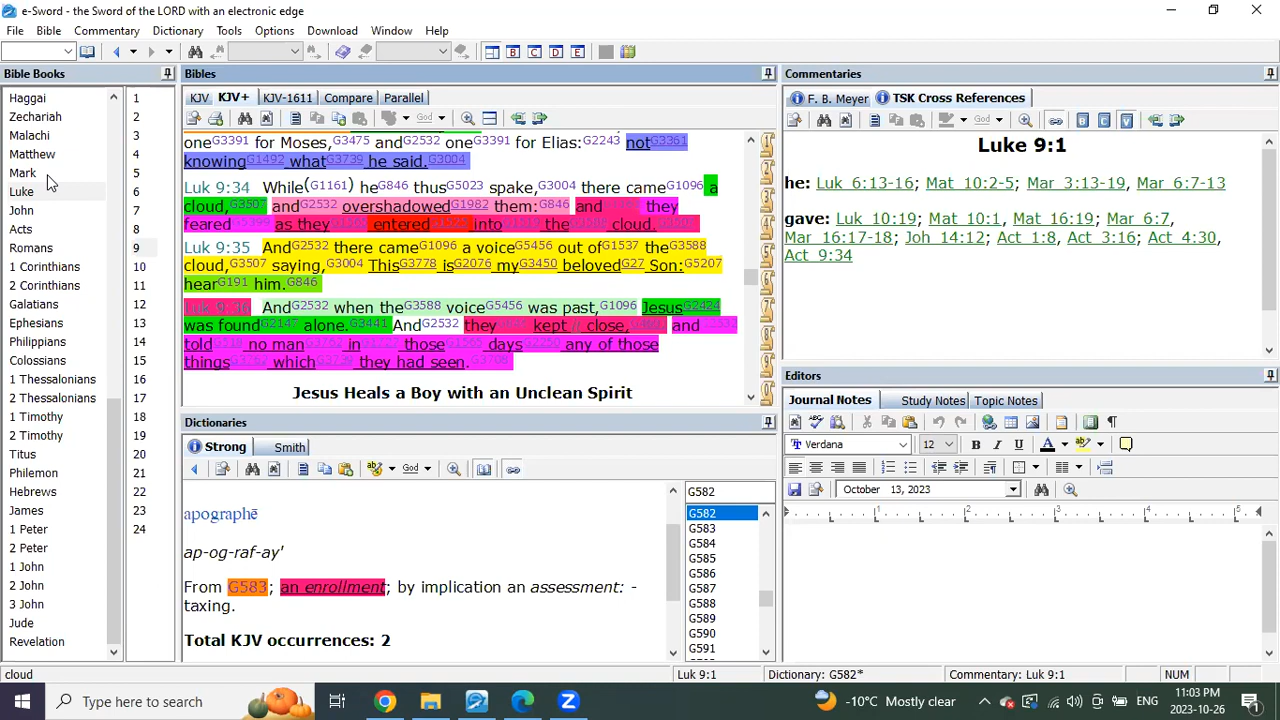 e-Sword - the Sword of the LORD with an electronic edge
File Bible Commentary Dictionary Tools Options Download Window Help
B C D E
Bible Books
Haggai
Zechariah
Malachi
Matthew
Mark
Luke
John
Acts
Romans
1 Corinthians
2 Corinthians
Galatians
Ephesians
Philippians
Colossians
1 Thessalonians
2 Thessalonians
1 Timothy
2 Timothy
Titus
Philemon
Hebrews
James
1 Peter
2 Peter
1 John
2 John
3 John
Jude
Revelation
1
2
3
4
5
6
7
8
9
10
11
12
13
14
15
16
17
18
19
20
21
22
23
24
Bibles
KJV KJV+ KJV-1611 Compare Parallel
God
one G3391 for Moses, G3475 and G2532 one G3391 for Elias: G2243 not G3361
knowing G1492 what G3739 he said. G3004
Luk 9:34 While (G1161) he G846 thus G5023 spake, G3004 there came G1096 a
cloud, G3507 and G2532 overshadowed G1982 them: G846 and they
feared as they entered into the cloud.
Luk 9:35 And G2532 there came G1096 a voice G5456 out of G1537 the G3588
cloud, G3507 saying, G3004 This G3778 is G2076 my G3450 beloved G27 Son: G5207
hear G191 him. G846
Luk 9:36 And G2532 when the G3588 voice G5456 was past, G1096 Jesus G2424
was found G2147 alone. G3441 And G2532 they kept it close, and
told no man in those days any of those
things which they had seen.
Jesus Heals a Boy with an Unclean Spirit
Dictionaries
Strong Smith
God
apographē
ap-og-raf-ay'
From G583; an enrollment; by implication an assessment: -
taxing.
Total KJV occurrences: 2
G582
G582
G583
G584
G585
G586
G587
G588
G589
G590
G591
Commentaries
F. B. Meyer TSK Cross References
God B C V
Luke 9:1
he: Luk 6:13-16; Mat 10:2-5; Mar 3:13-19, Mar 6:7-13
gave: Luk 10:19; Mat 10:1, Mat 16:19; Mar 6:7,
Mar 16:17-18; Joh 14:12; Act 1:8, Act 3:16; Act 4:30,
Act 9:34
Editors
Journal Notes Study Notes Topic Notes
Verdana 12 B I U A
October 13, 2023
1 2 3 4 5
cloud Luk 9:1 Dictionary: G582* Commentary: Luk 9:1 NUM
Type here to search
-10°C Mostly clear ENG 11:03 PM
2023-10-26 1